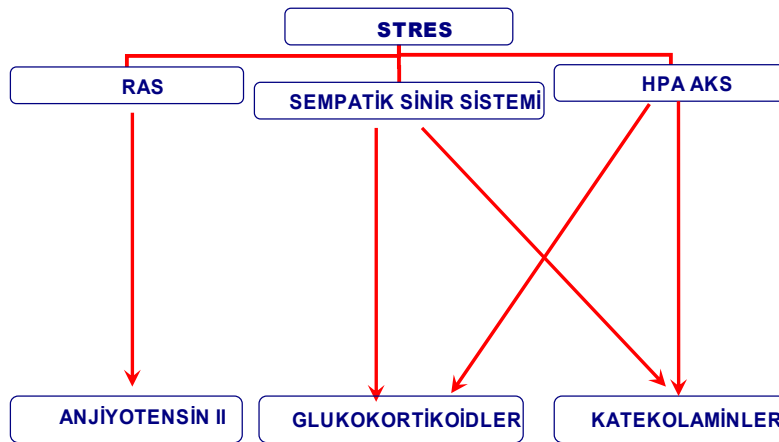 STRES
RAS
SEMPATİK SİNİR SİSTEMİ
HPA AKS
ANJİYOTENSİN II
GLUKOKORTİKOİDLER
KATEKOLAMİNLER